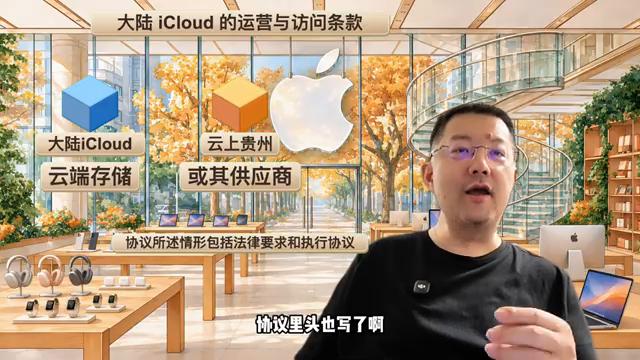 大陆 iCloud 的运营与访问条款
大陆iCloud
云上贵州
云端存储
或其供应商
协议所述情形包括法律要求和执行协议
协议里头也写了啊